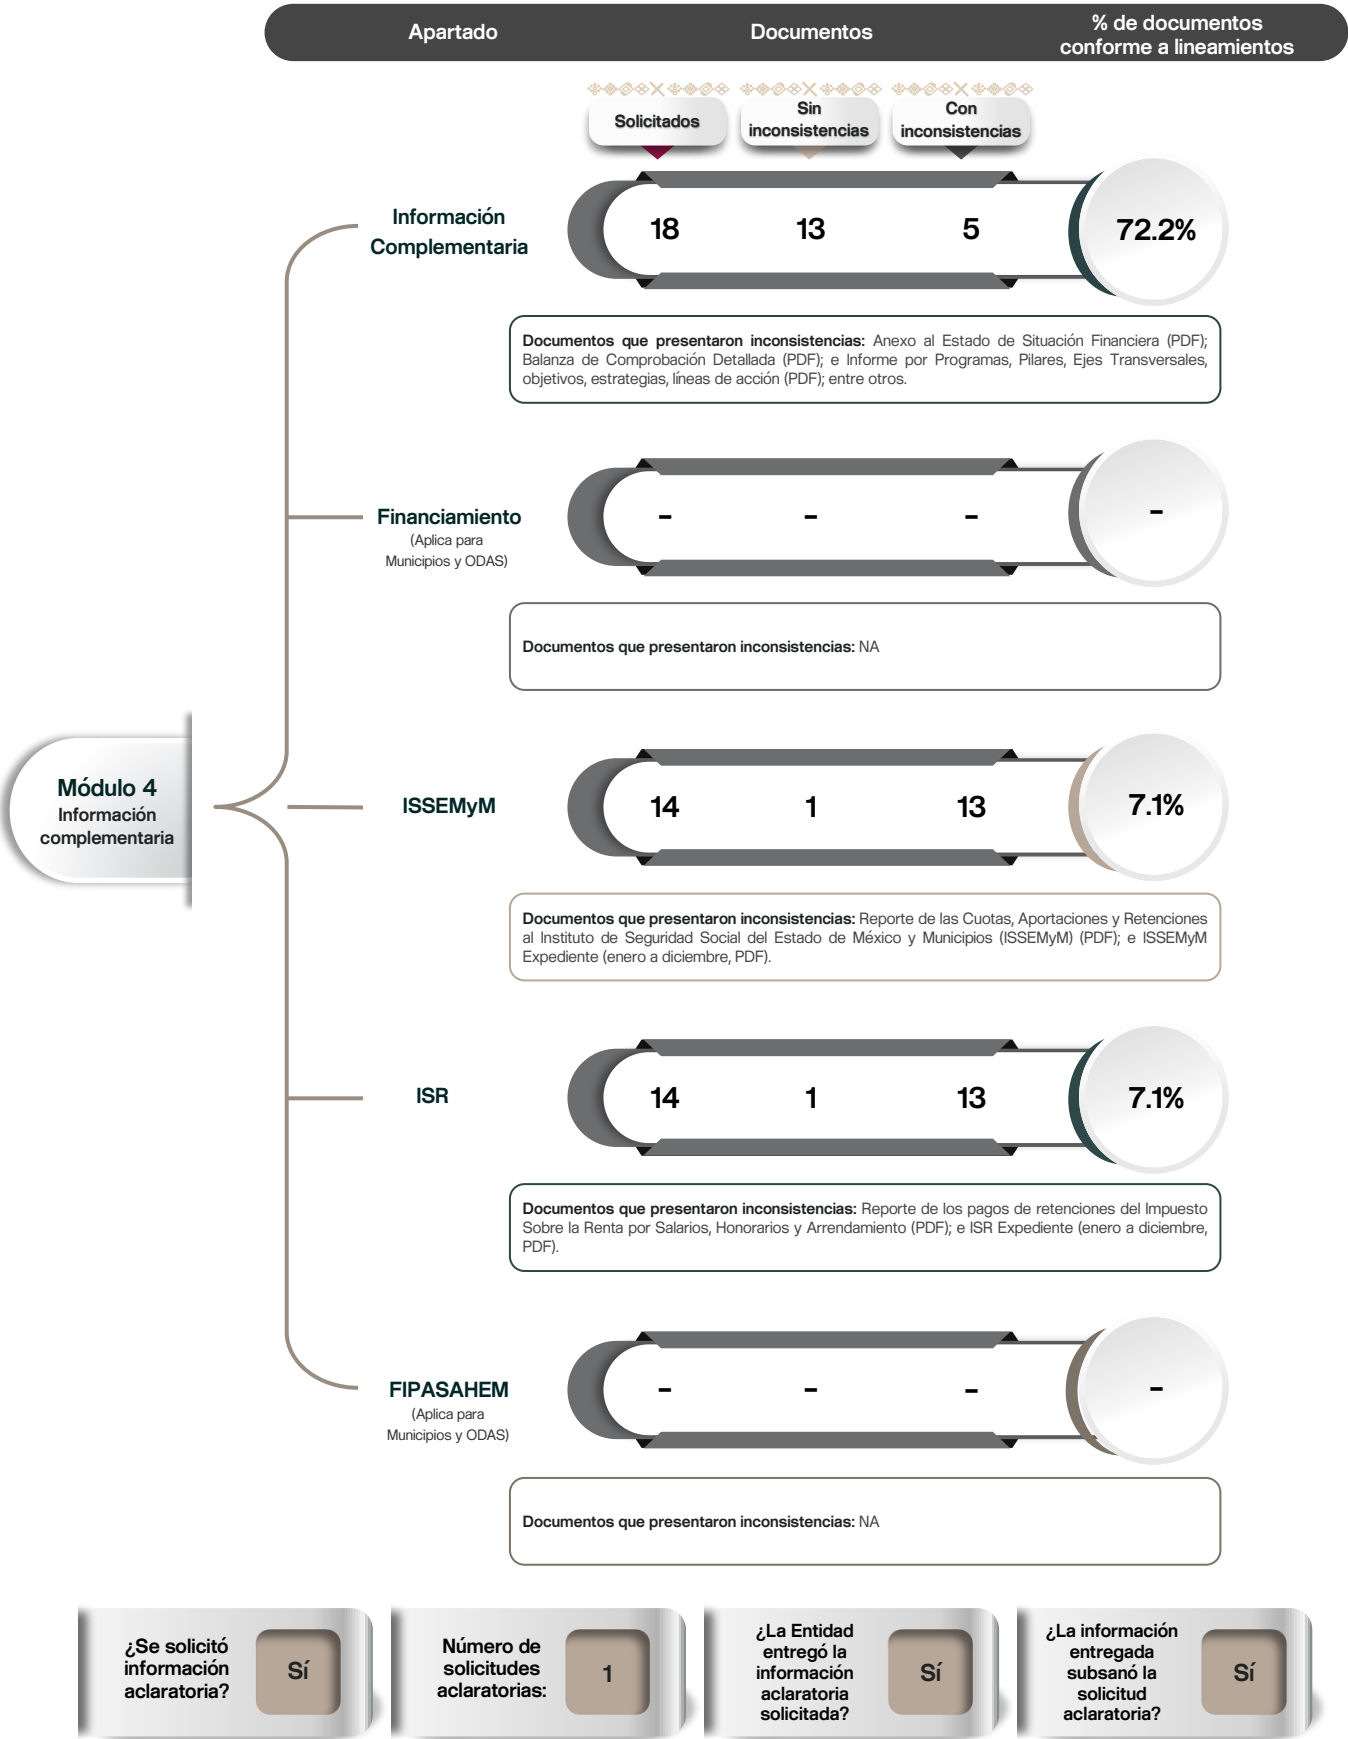 Apartado
Documentos
% de documentos
conforme a lineamientos
Solicitados
Sin
inconsistencias
Con
inconsistencias
Información
Complementaria
18
13
5
72.2%
Documentos que presentaron inconsistencias: Anexo al Estado de Situación Financiera (PDF);
Balanza de Comprobación Detallada (PDF); e Informe por Programas, Pilares, Ejes Transversales,
objetivos, estrategias, líneas de acción (PDF); entre otros.
Financiamiento
(Aplica para
Municipios y ODAS)
-
-
-
-
Documentos que presentaron inconsistencias: NA
Módulo 4
Información
complementaria
ISSEMyM
14
1
13
7.1%
Documentos que presentaron inconsistencias: Reporte de las Cuotas, Aportaciones y Retenciones
al Instituto de Seguridad Social del Estado de México y Municipios (ISSEMyM) (PDF); e ISSEMyM
Expediente (enero a diciembre, PDF).
ISR
14
1
13
7.1%
Documentos que presentaron inconsistencias: Reporte de los pagos de retenciones del Impuesto
Sobre la Renta por Salarios, Honorarios y Arrendamiento (PDF); e ISR Expediente (enero a diciembre,
PDF).
FIPASAHEM
(Aplica para
Municipios y ODAS)
-
-
-
-
Documentos que presentaron inconsistencias: NA
¿Se solicitó
información
aclaratoria?
Sí
Número de
solicitudes
aclaratorias:
1
¿La Entidad
entregó la
información
aclaratoria
solicitada?
Sí
¿La información
entregada
subsanó la
solicitud
aclaratoria?
Sí